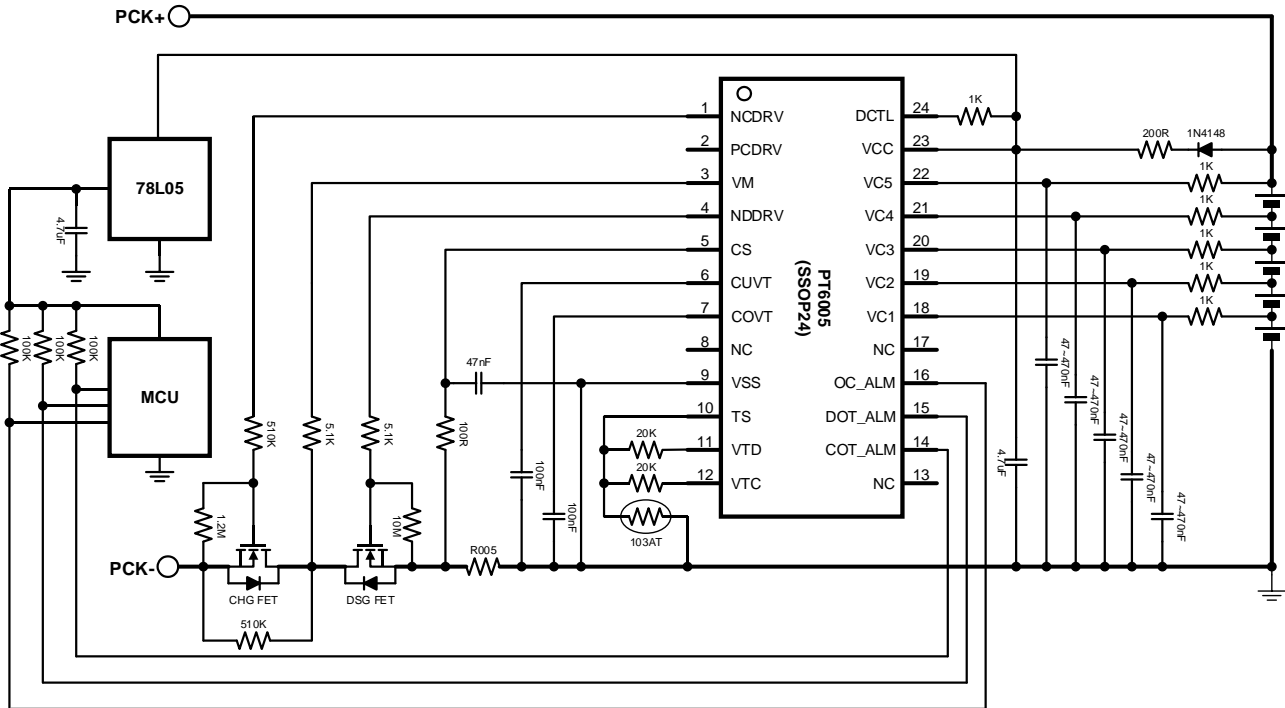 PCK+
78L05
4.7uF
100K
100K
100K
MCU
1
NCDRV
2
PCDRV
3
VM
4
NDDRV
5
CS
6
CUVT
7
COVT
8
NC
9
VSS
10
TS
11
VTD
12
VTC
PT6005
(SSOP24)
DCTL
24
VCC
23
VC5
22
VC4
21
VC3
20
VC2
19
VC1
18
NC
17
OC_ALM
16
DOT_ALM
15
COT_ALM
14
NC
13
1K
200R
1N4148
1K
1K
1K
1K
1K
47nF
510K
5.1K
5.1K
100R
20K
20K
103AT
100nF
100nF
4.7uF
47~470nF
47~470nF
47~470nF
47~470nF
47~470nF
1.2M
10M
PCK-
CHG FET
DSG FET
R005
510K